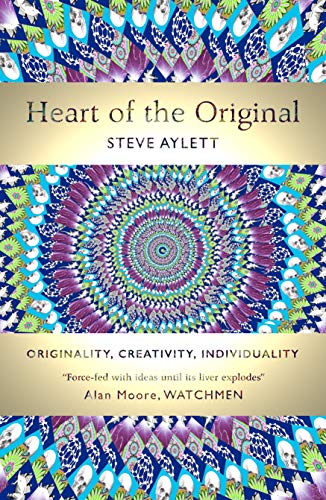 Heart of the Original
STEVE AYLETT
ORIGINALITY, CREATIVITY, INDIVIDUALITY
“Force-fed with ideas until its liver explodes”
Alan Moore, WATCHMEN